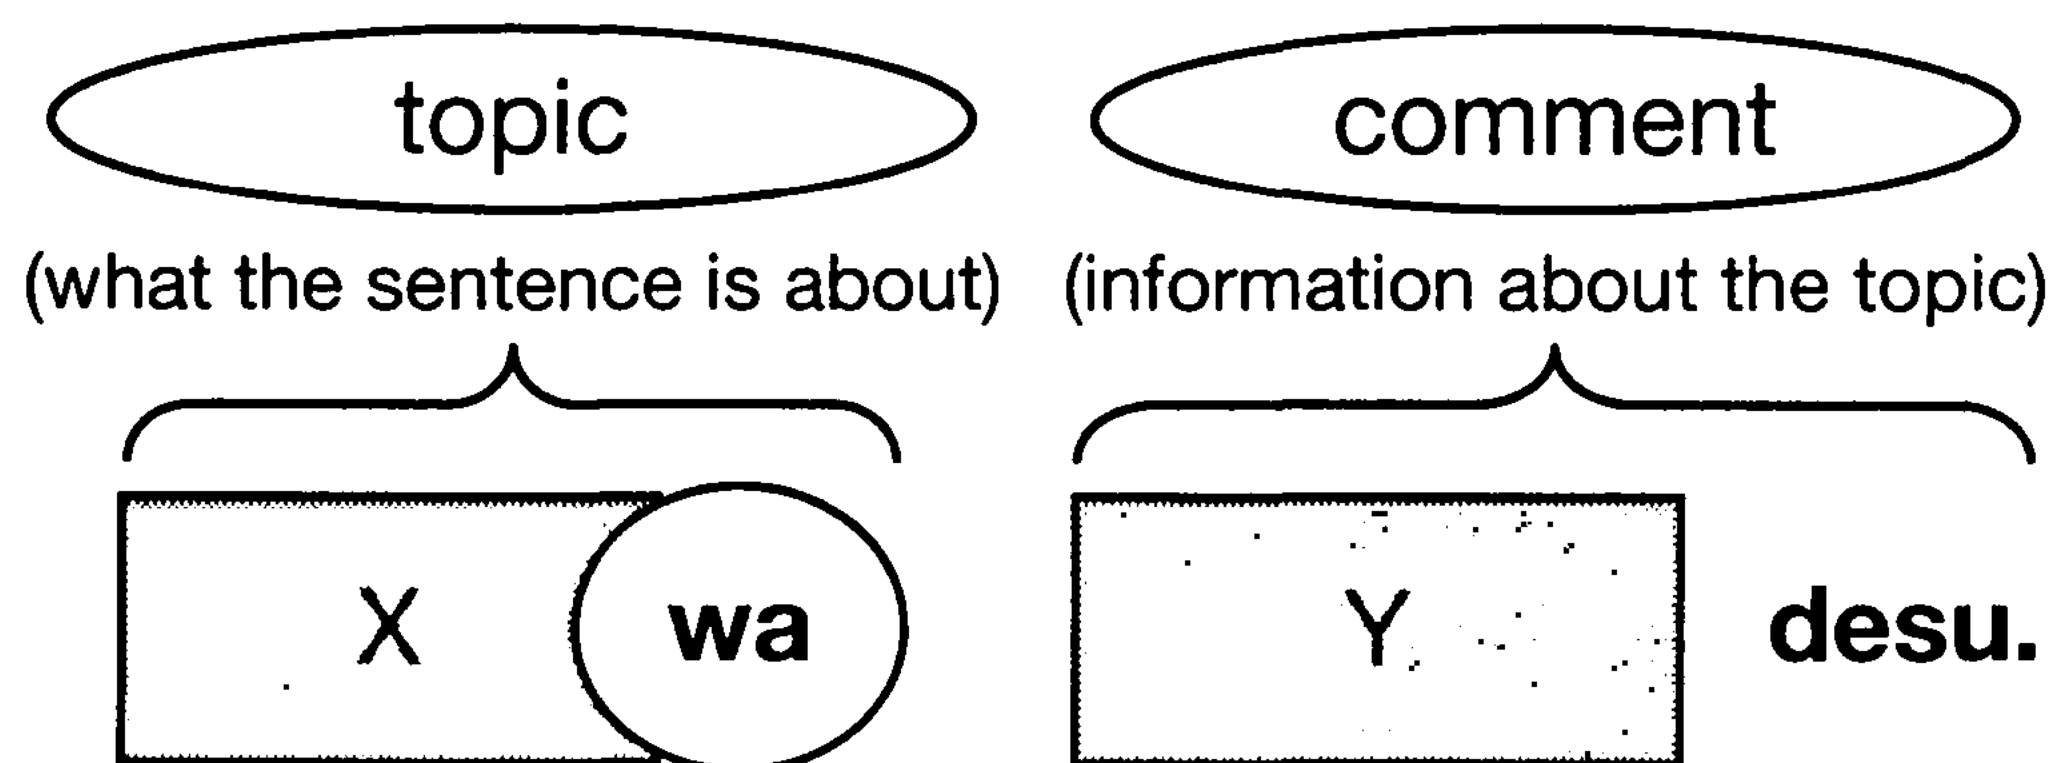 topic comment
(what the sentence is about) (information about the topic)
X wa Y desu.